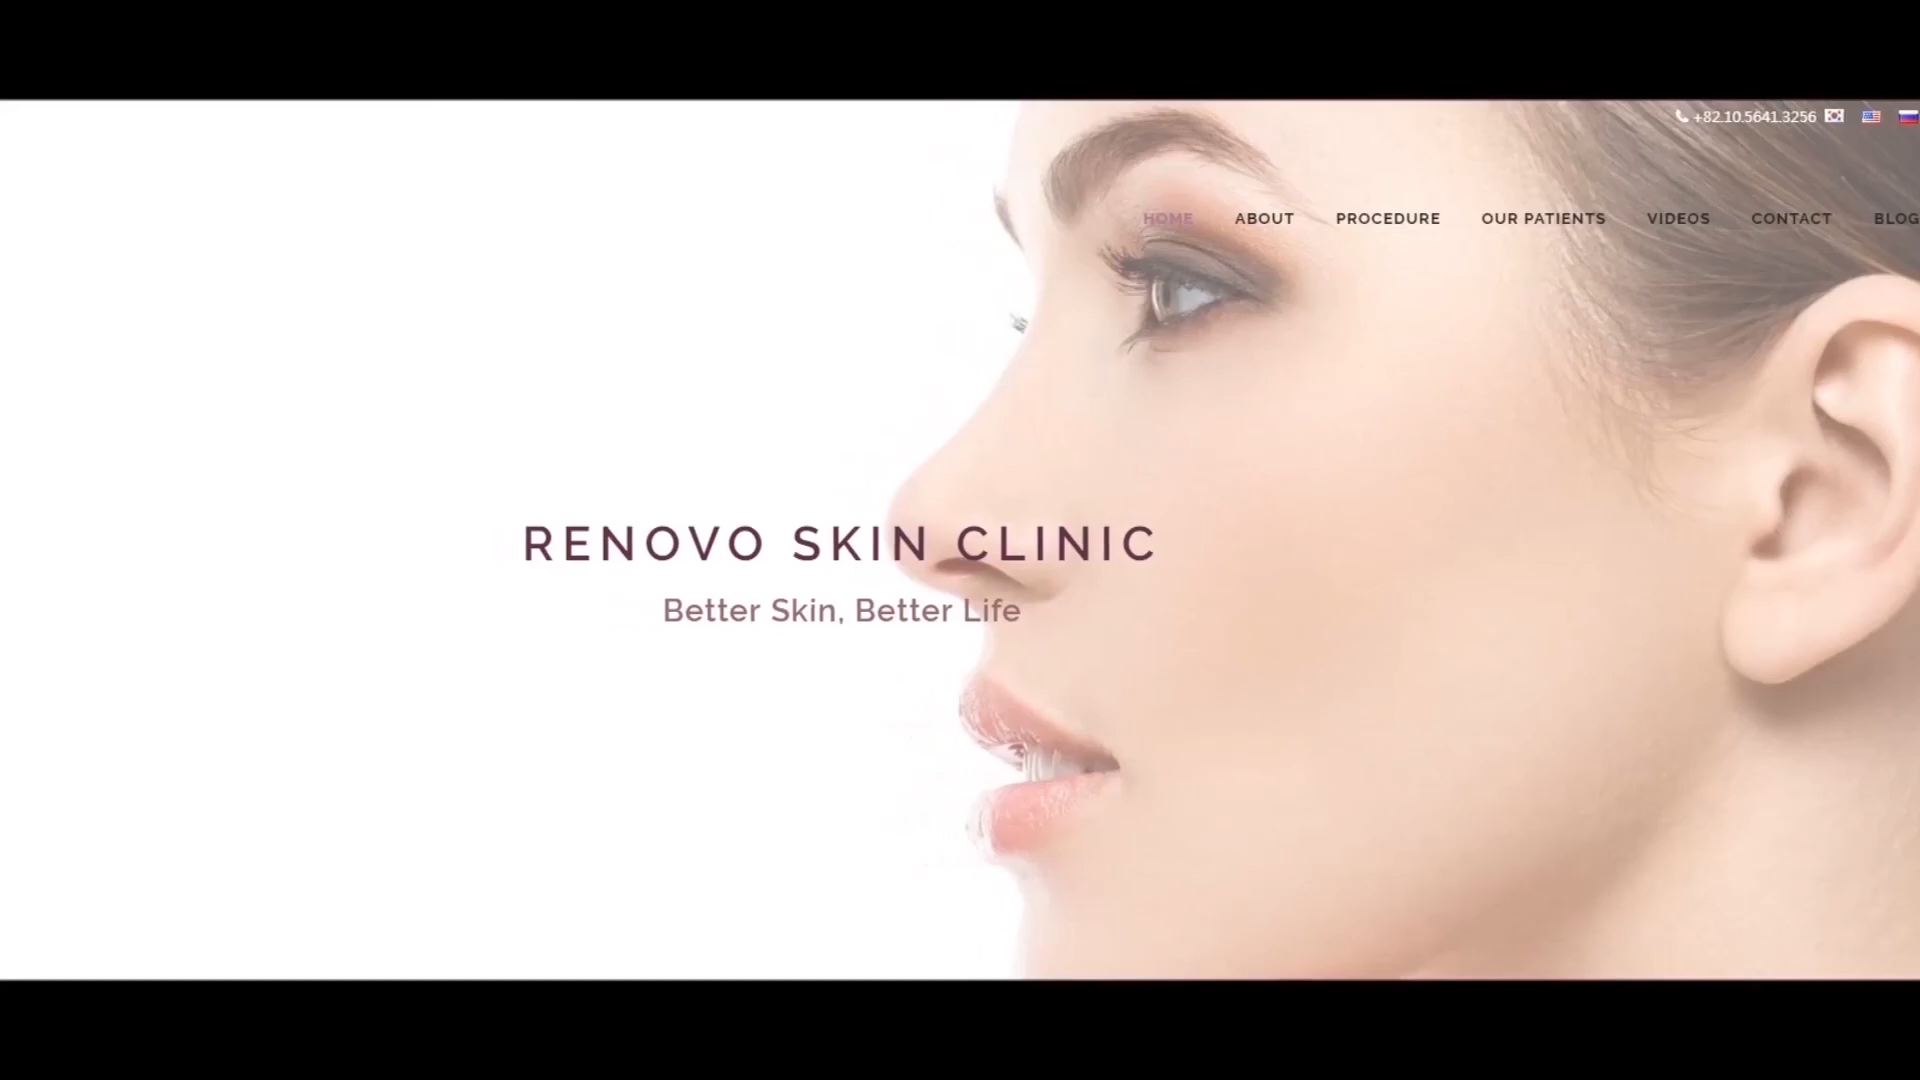 +82.10.5641.3256
HOME ABOUT PROCEDURE OUR PATIENTS VIDEOS CONTACT BLOG
RENOVO SKIN CLINIC
Better Skin, Better Life